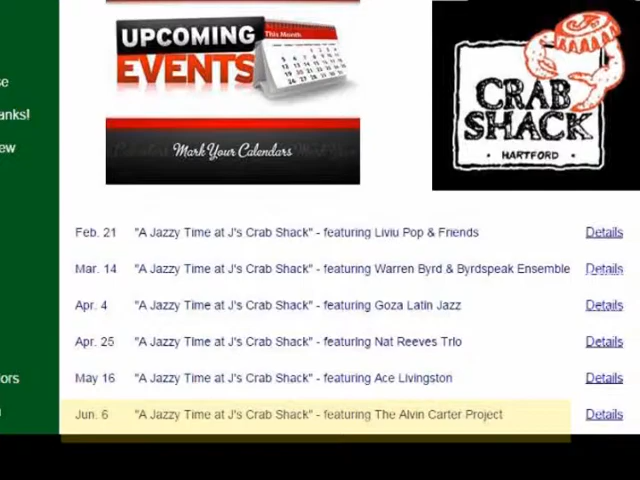 UPCOMING
EVENTS
This Month
Mark Your Calendars
CRAB
SHACK
· HARTFORD ·
anks!
ew
Feb. 21 "A Jazzy Time at J's Crab Shack" - featuring Liviu Pop & Friends Details
Mar. 14 "A Jazzy Time at J's Crab Shack" - featuring Warren Byrd & Byrdspeak Ensemble Details
Apr. 4 "A Jazzy Time at J's Crab Shack" - featuring Goza Latin Jazz Details
Apr. 25 "A Jazzy Time at J's Crab Shack" - featuring Nat Reeves Trio Details
May 16 "A Jazzy Time at J's Crab Shack" - featuring Ace Livingston Details
ors
Jun. 6 "A Jazzy Time at J's Crab Shack" - featuring The Alvin Carter Project Details